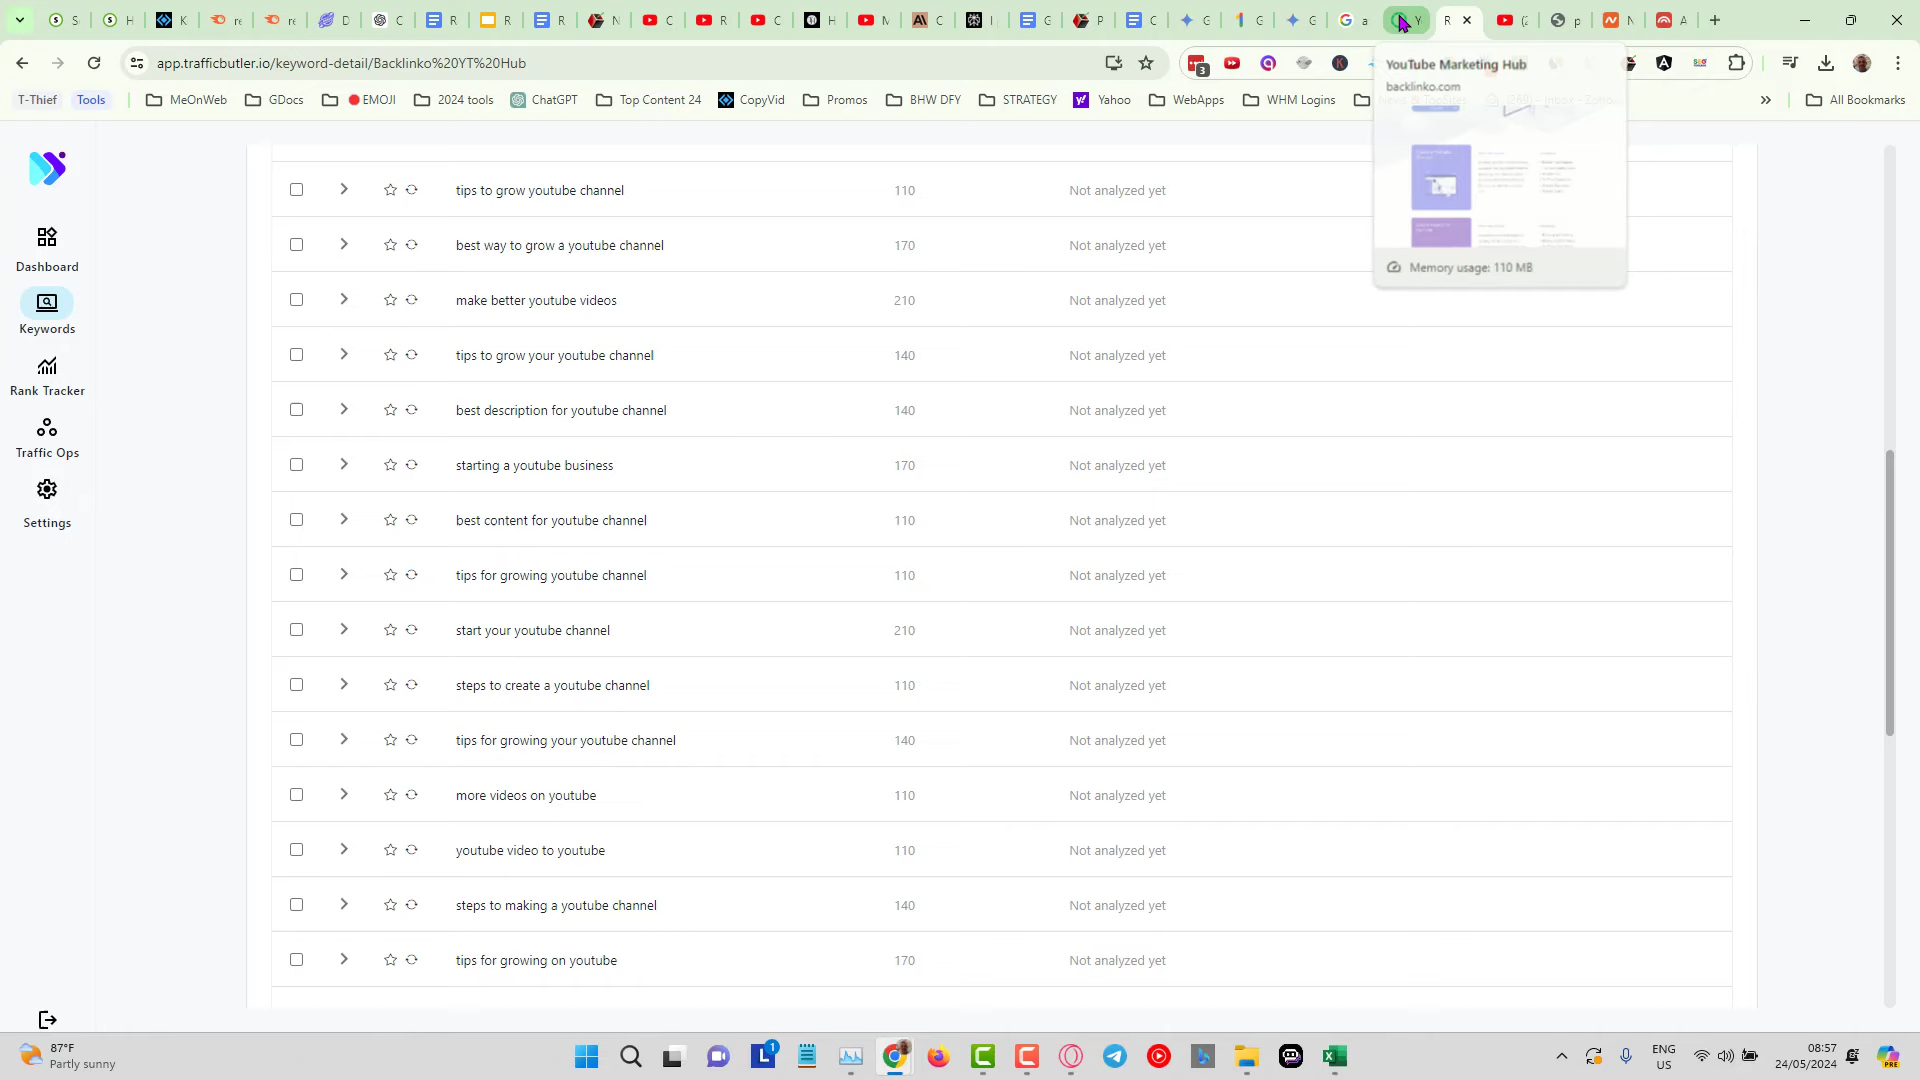 S
H
K
re
re
D
C
R
R
R
N
C
R
C
H
M
C
I
G
P
C
G
G
G
a
Y
R
(2
p
N
A
app.trafficbutler.io/keyword-detail/Backlinko%20YT%20Hub
3
T-Thief
Tools
MeOnWeb
GDocs
EMOJI
2024 tools
ChatGPT
Top Content 24
CopyVid
Promos
BHW DFY
STRATEGY
Yahoo
WebApps
WHM Logins
All Bookmarks
YouTube Marketing Hub
backlinko.com
Memory usage: 110 MB
Dashboard
Keywords
Rank Tracker
Traffic Ops
Settings
tips to grow youtube channel 110 Not analyzed yet
best way to grow a youtube channel 170 Not analyzed yet
make better youtube videos 210 Not analyzed yet
tips to grow your youtube channel 140 Not analyzed yet
best description for youtube channel 140 Not analyzed yet
starting a youtube business 170 Not analyzed yet
best content for youtube channel 110 Not analyzed yet
tips for growing youtube channel 110 Not analyzed yet
start your youtube channel 210 Not analyzed yet
steps to create a youtube channel 110 Not analyzed yet
tips for growing your youtube channel 140 Not analyzed yet
more videos on youtube 110 Not analyzed yet
youtube video to youtube 110 Not analyzed yet
steps to making a youtube channel 140 Not analyzed yet
tips for growing on youtube 170 Not analyzed yet
87°F
Partly sunny
1
ENG
US
08:57
24/05/2024
PRE